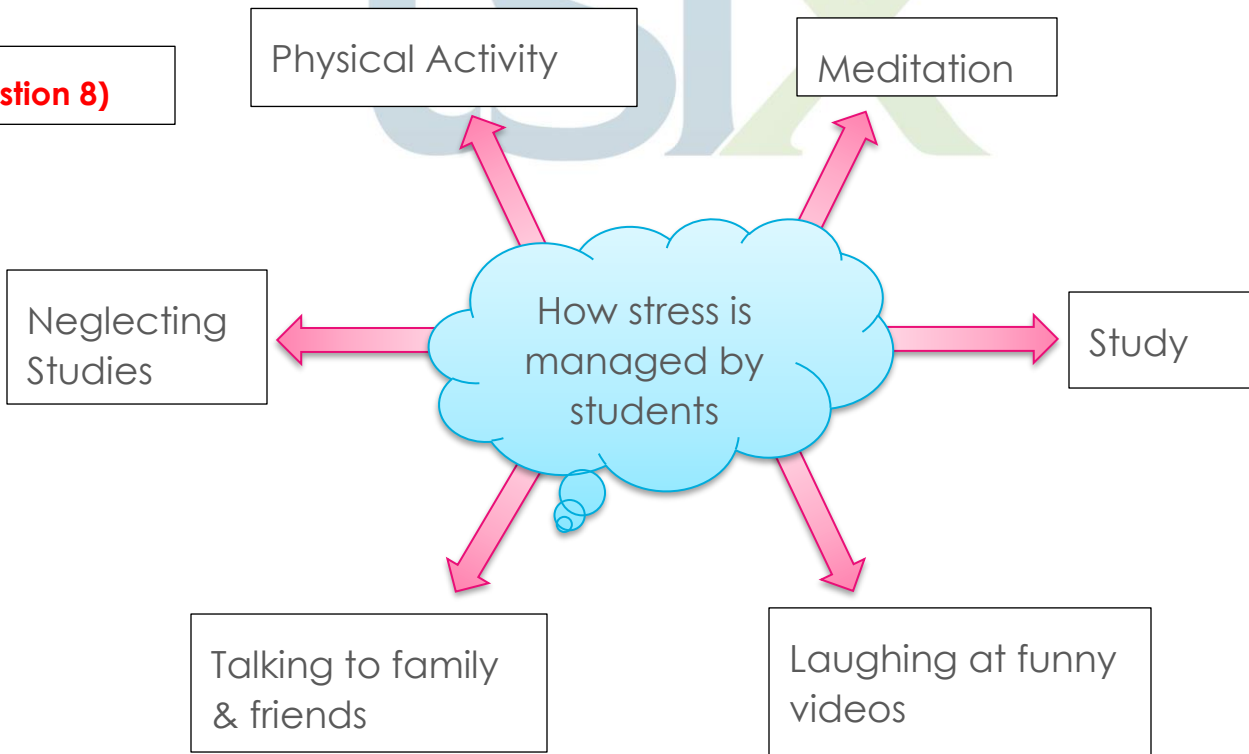 Physical Activity
Meditation
stion 8)
How stress is
managed by
students
Neglecting
Studies
Study
Talking to family
& friends
Laughing at funny
videos